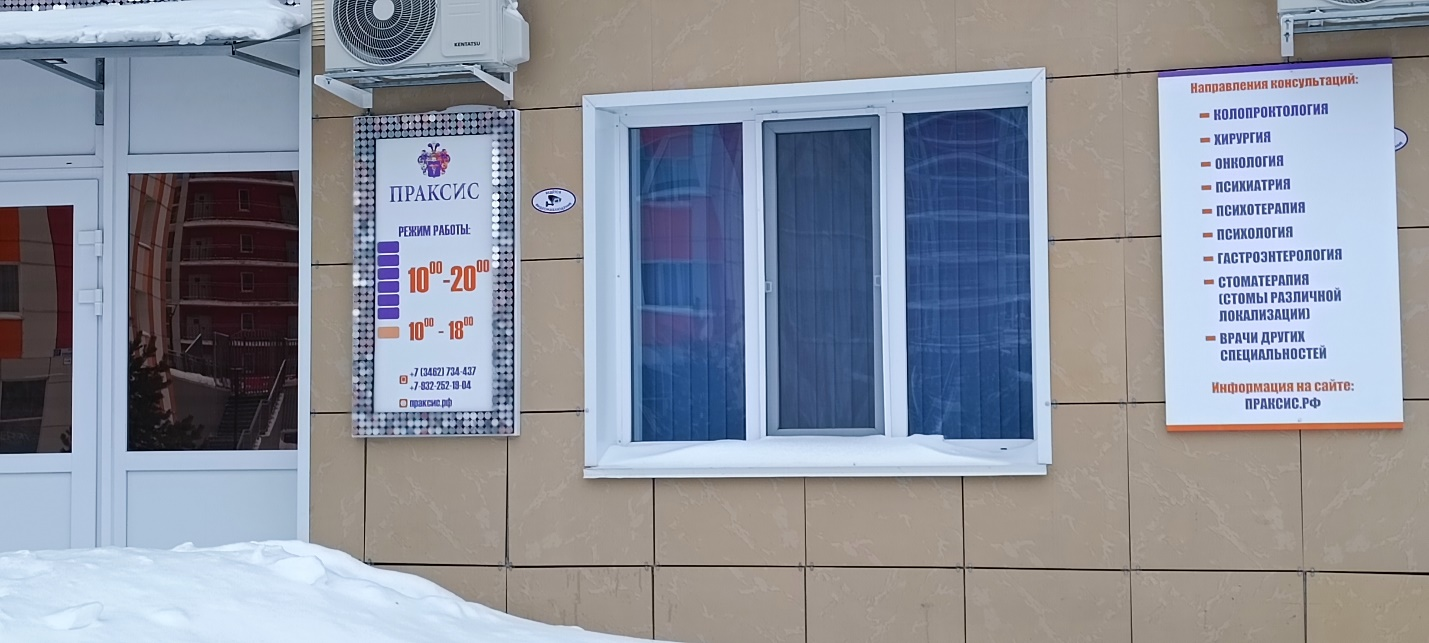 KENTATSU
ПРАКСИС
РЕЖИМ РАБОТЫ:
10⁰⁰-20⁰⁰
10⁰⁰ - 18⁰⁰
+7 (3462) 734-437
+7-932-252-19-04
праксис.рф
Направления консультаций:
- КОЛОПРОКТОЛОГИЯ
- ХИРУРГИЯ
- ОНКОЛОГИЯ
- ПСИХИАТРИЯ
- ПСИХОТЕРАПИЯ
- ПСИХОЛОГИЯ
- ГАСТРОЭНТЕРОЛОГИЯ
- СТОМАТЕРАПИЯ
(СТОМЫ РАЗЛИЧНОЙ
ЛОКАЛИЗАЦИИ)
- ВРАЧИ ДРУГИХ
СПЕЦИАЛЬНОСТЕЙ
Информация на сайте:
ПРАКСИС.РФ